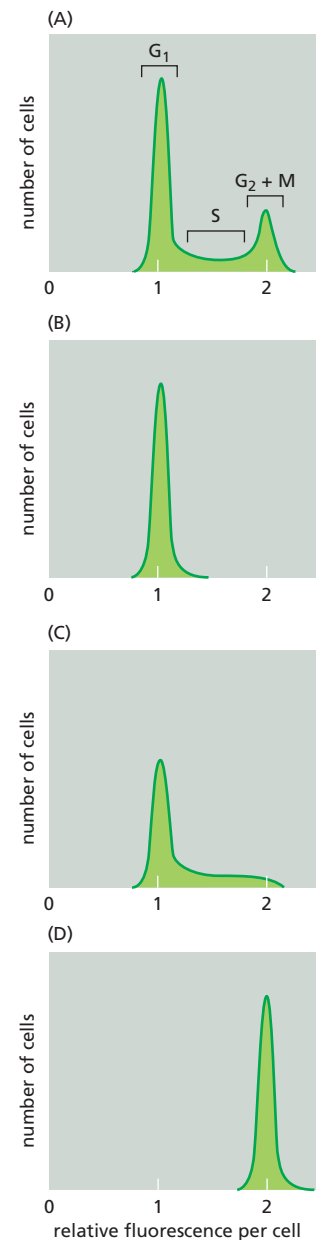 (A)
G₁
G₂ + M
S
number of cells
0 1 2
(B)
number of cells
0 1 2
(C)
number of cells
0 1 2
(D)
number of cells
0 1 2
relative fluorescence per cell